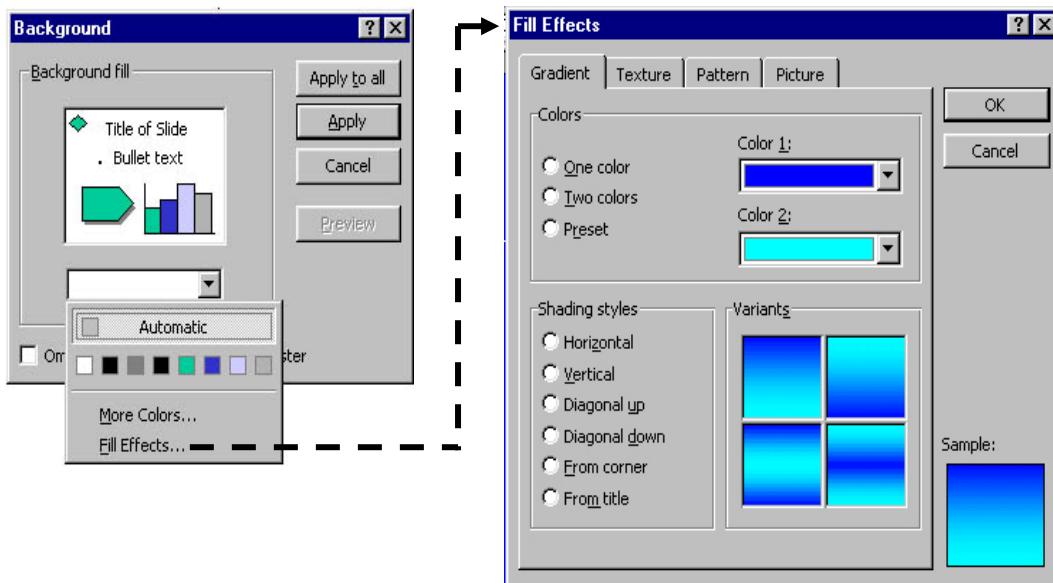 Background
Background fill
Title of Slide
. Bullet text
Apply to all
Apply
Cancel
Preview
Automatic
Om ster
More Colors...
Fill Effects...
Fill Effects
Gradient Texture Pattern Picture
Colors
One color
Two colors
Preset
Color 1:
Color 2:
Shading styles
Horizontal
Vertical
Diagonal up
Diagonal down
From corner
From title
Variants
OK
Cancel
Sample: